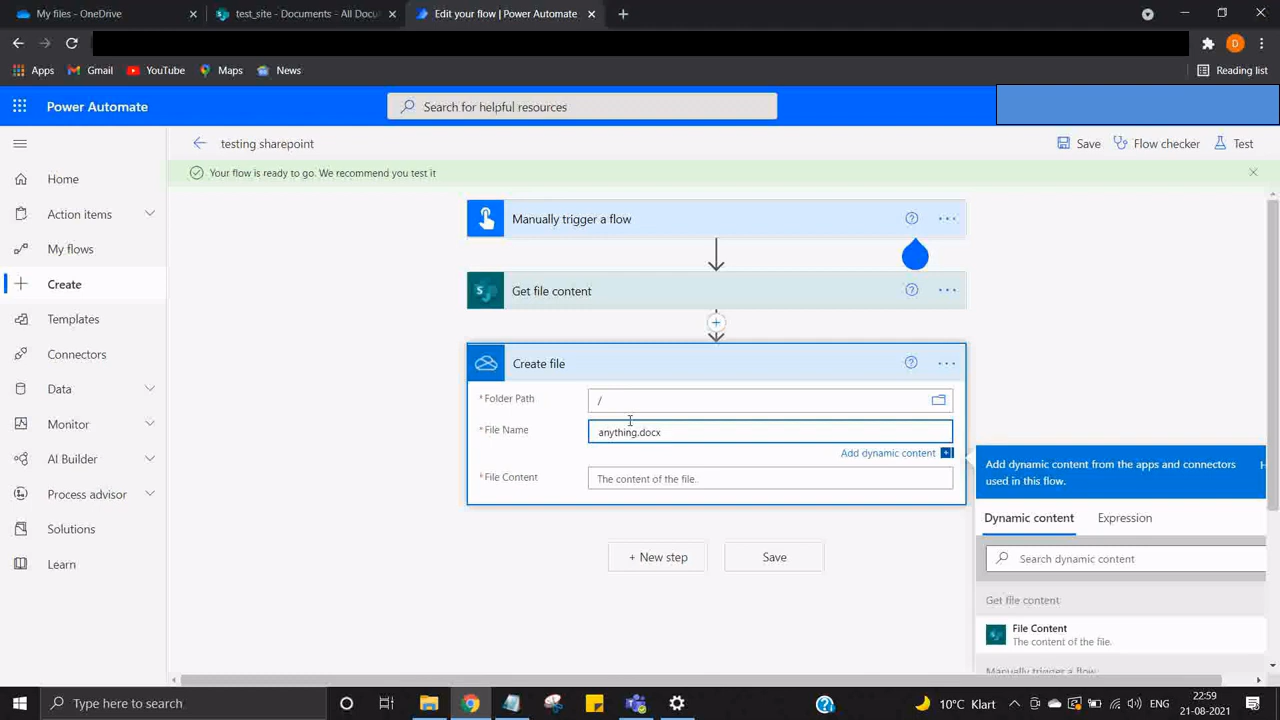 My files - OneDrive
test_site - Documents - All Docu
Edit your flow | Power Automate
Apps
Gmail
YouTube
Maps
News
Reading list
D
Power Automate
Search for helpful resources
testing sharepoint
Save
Flow checker
Test
Your flow is ready to go. We recommend you test it
Home
Action items
My flows
Create
Templates
Connectors
Data
Monitor
AI Builder
Process advisor
Solutions
Learn
Manually trigger a flow
Get file content
Create file
* Folder Path
/
* File Name
anything.docx
Add dynamic content
* File Content
The content of the file.
+ New step
Save
Add dynamic content from the apps and connectors
used in this flow.
H
Dynamic content
Expression
Search dynamic content
Get file content
File Content
The content of the file.
Manually trigger a flow
Type here to search
10°C Klart
ENG
22:59
21-08-2021